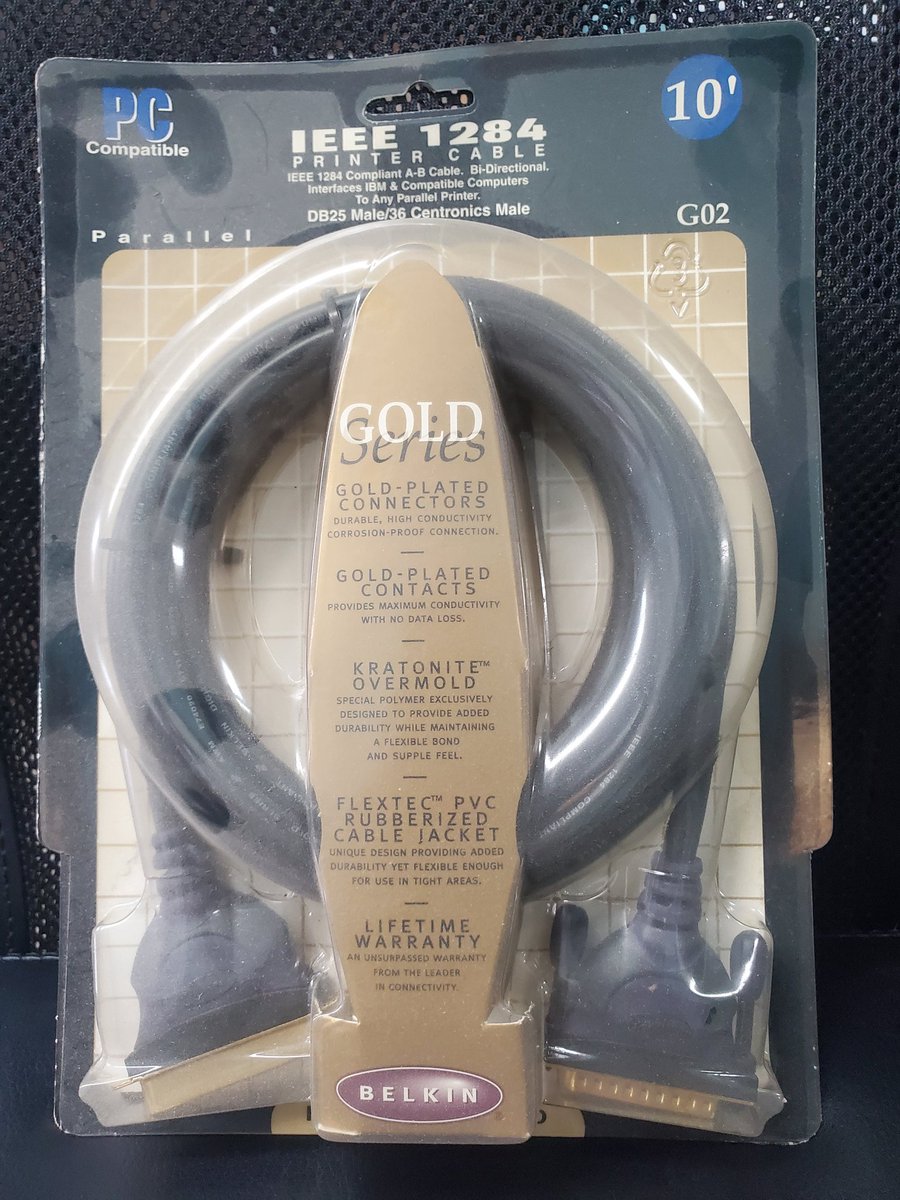 PC
Compatible
10'
IEEE 1284
PRINTER CABLE
IEEE 1284 Compliant A-B Cable. Bi-Directional.
Interfaces IBM & Compatible Computers
To Any Parallel Printer.
DB25 Male/36 Centronics Male
G02
Parallel
3
GOLD
Series
GOLD-PLATED
CONNECTORS
DURABLE, HIGH CONDUCTIVITY
CORROSION-PROOF CONNECTION.
GOLD-PLATED
CONTACTS
PROVIDES MAXIMUM CONDUCTIVITY
WITH NO DATA LOSS.
KRATONITE™
OVERMOLD
SPECIAL POLYMER EXCLUSIVELY
DESIGNED TO PROVIDE ADDED
DURABILITY WHILE MAINTAINING
A FLEXIBLE BOND
AND SUPPLE FEEL.
FLEXTEC™ PVC
RUBBERIZED
CABLE JACKET
UNIQUE DESIGN PROVIDING ADDED
DURABILITY YET FLEXIBLE ENOUGH
FOR USE IN TIGHT AREAS.
LIFETIME
WARRANTY
AN UNSURPASSED WARRANTY
FROM THE LEADER
IN CONNECTIVITY.
IEEE 1284 COMPLIANT
BELKIN